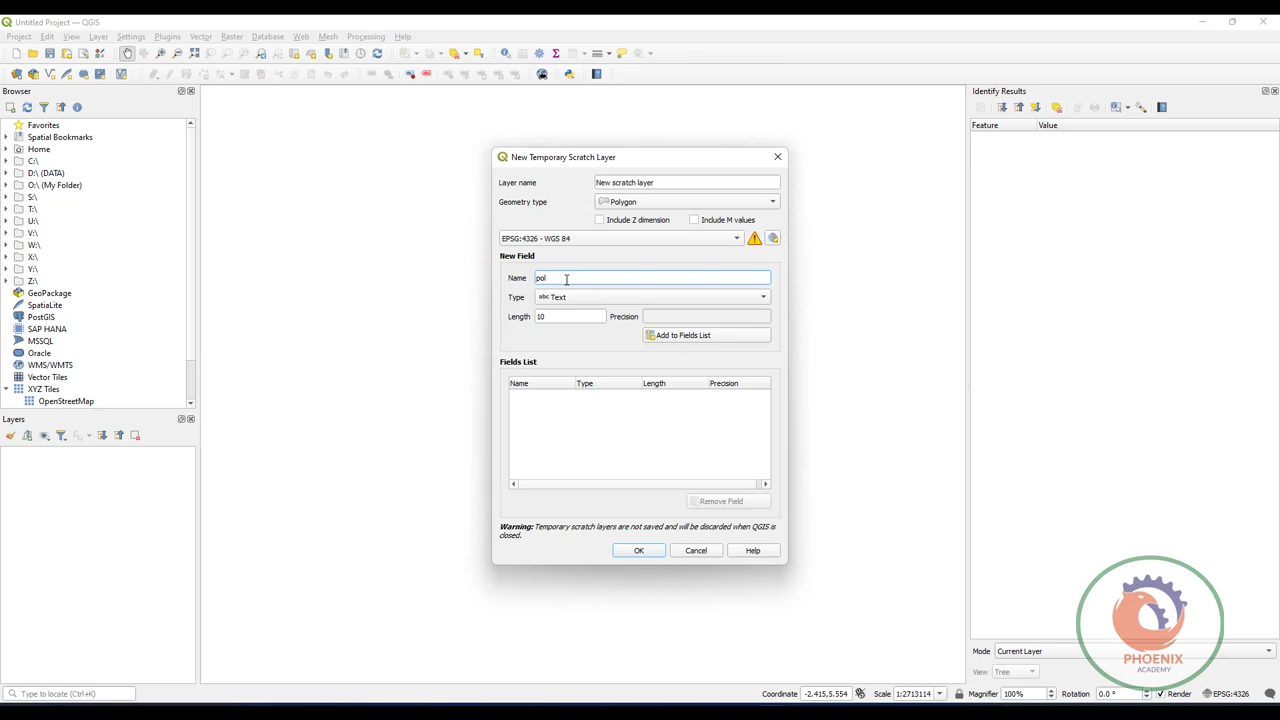 Untitled Project — QGIS
Project Edit View Layer Settings Plugins Vector Raster Database Web Mesh Processing Help
Browser
Favorites
Spatial Bookmarks
Home
C:\
D:\ (DATA)
O:\ (My Folder)
S:\
T:\
U:\
V:\
W:\
X:\
Y:\
Z:\
GeoPackage
SpatiaLite
PostGIS
SAP HANA
MSSQL
Oracle
WMS/WMTS
Vector Tiles
XYZ Tiles
OpenStreetMap
Layers
New Temporary Scratch Layer
Layer name New scratch layer
Geometry type Polygon
Include Z dimension Include M values
EPSG:4326 - WGS 84
New Field
Name pol
Type abc Text
Length 10 Precision
Add to Fields List
Fields List
Name Type Length Precision
Remove Field
Warning: Temporary scratch layers are not saved and will be discarded when QGIS is
closed.
OK Cancel Help
Identify Results
Feature Value
Mode Current Layer
View Tree
PHOENIX
ACADEMY
Type to locate (Ctrl+K)
Coordinate -2.415,5.554 Scale 1:2713114 Magnifier 100% Rotation 0.0 ° Render EPSG:4326